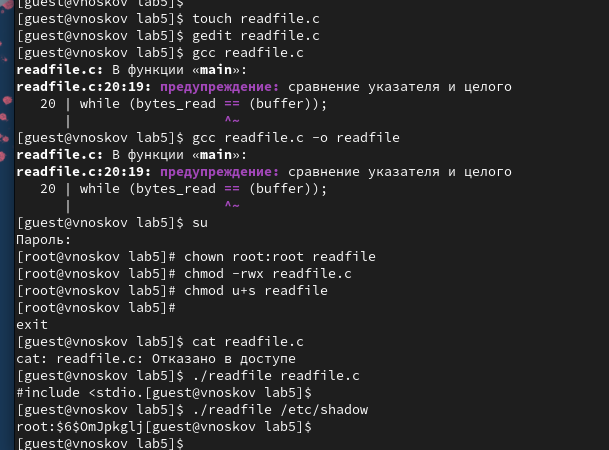 [guest@vnoskov lab5]$
[guest@vnoskov lab5]$ touch readfile.c
[guest@vnoskov lab5]$ gedit readfile.c
[guest@vnoskov lab5]$ gcc readfile.c
readfile.c: В функции «main»:
readfile.c:20:19: предупреждение: сравнение указателя и целого
   20 | while (bytes_read == (buffer));
      |                   ^~
[guest@vnoskov lab5]$ gcc readfile.c -o readfile
readfile.c: В функции «main»:
readfile.c:20:19: предупреждение: сравнение указателя и целого
   20 | while (bytes_read == (buffer));
      |                   ^~
[guest@vnoskov lab5]$ su
Пароль:
[root@vnoskov lab5]# chown root:root readfile
[root@vnoskov lab5]# chmod -rwx readfile.c
[root@vnoskov lab5]# chmod u+s readfile
[root@vnoskov lab5]#
exit
[guest@vnoskov lab5]$ cat readfile.c
cat: readfile.c: Отказано в доступе
[guest@vnoskov lab5]$ ./readfile readfile.c
#include <stdio.[guest@vnoskov lab5]$
[guest@vnoskov lab5]$ ./readfile /etc/shadow
root:$6$OmJpkglj[guest@vnoskov lab5]$
[guest@vnoskov lab5]$